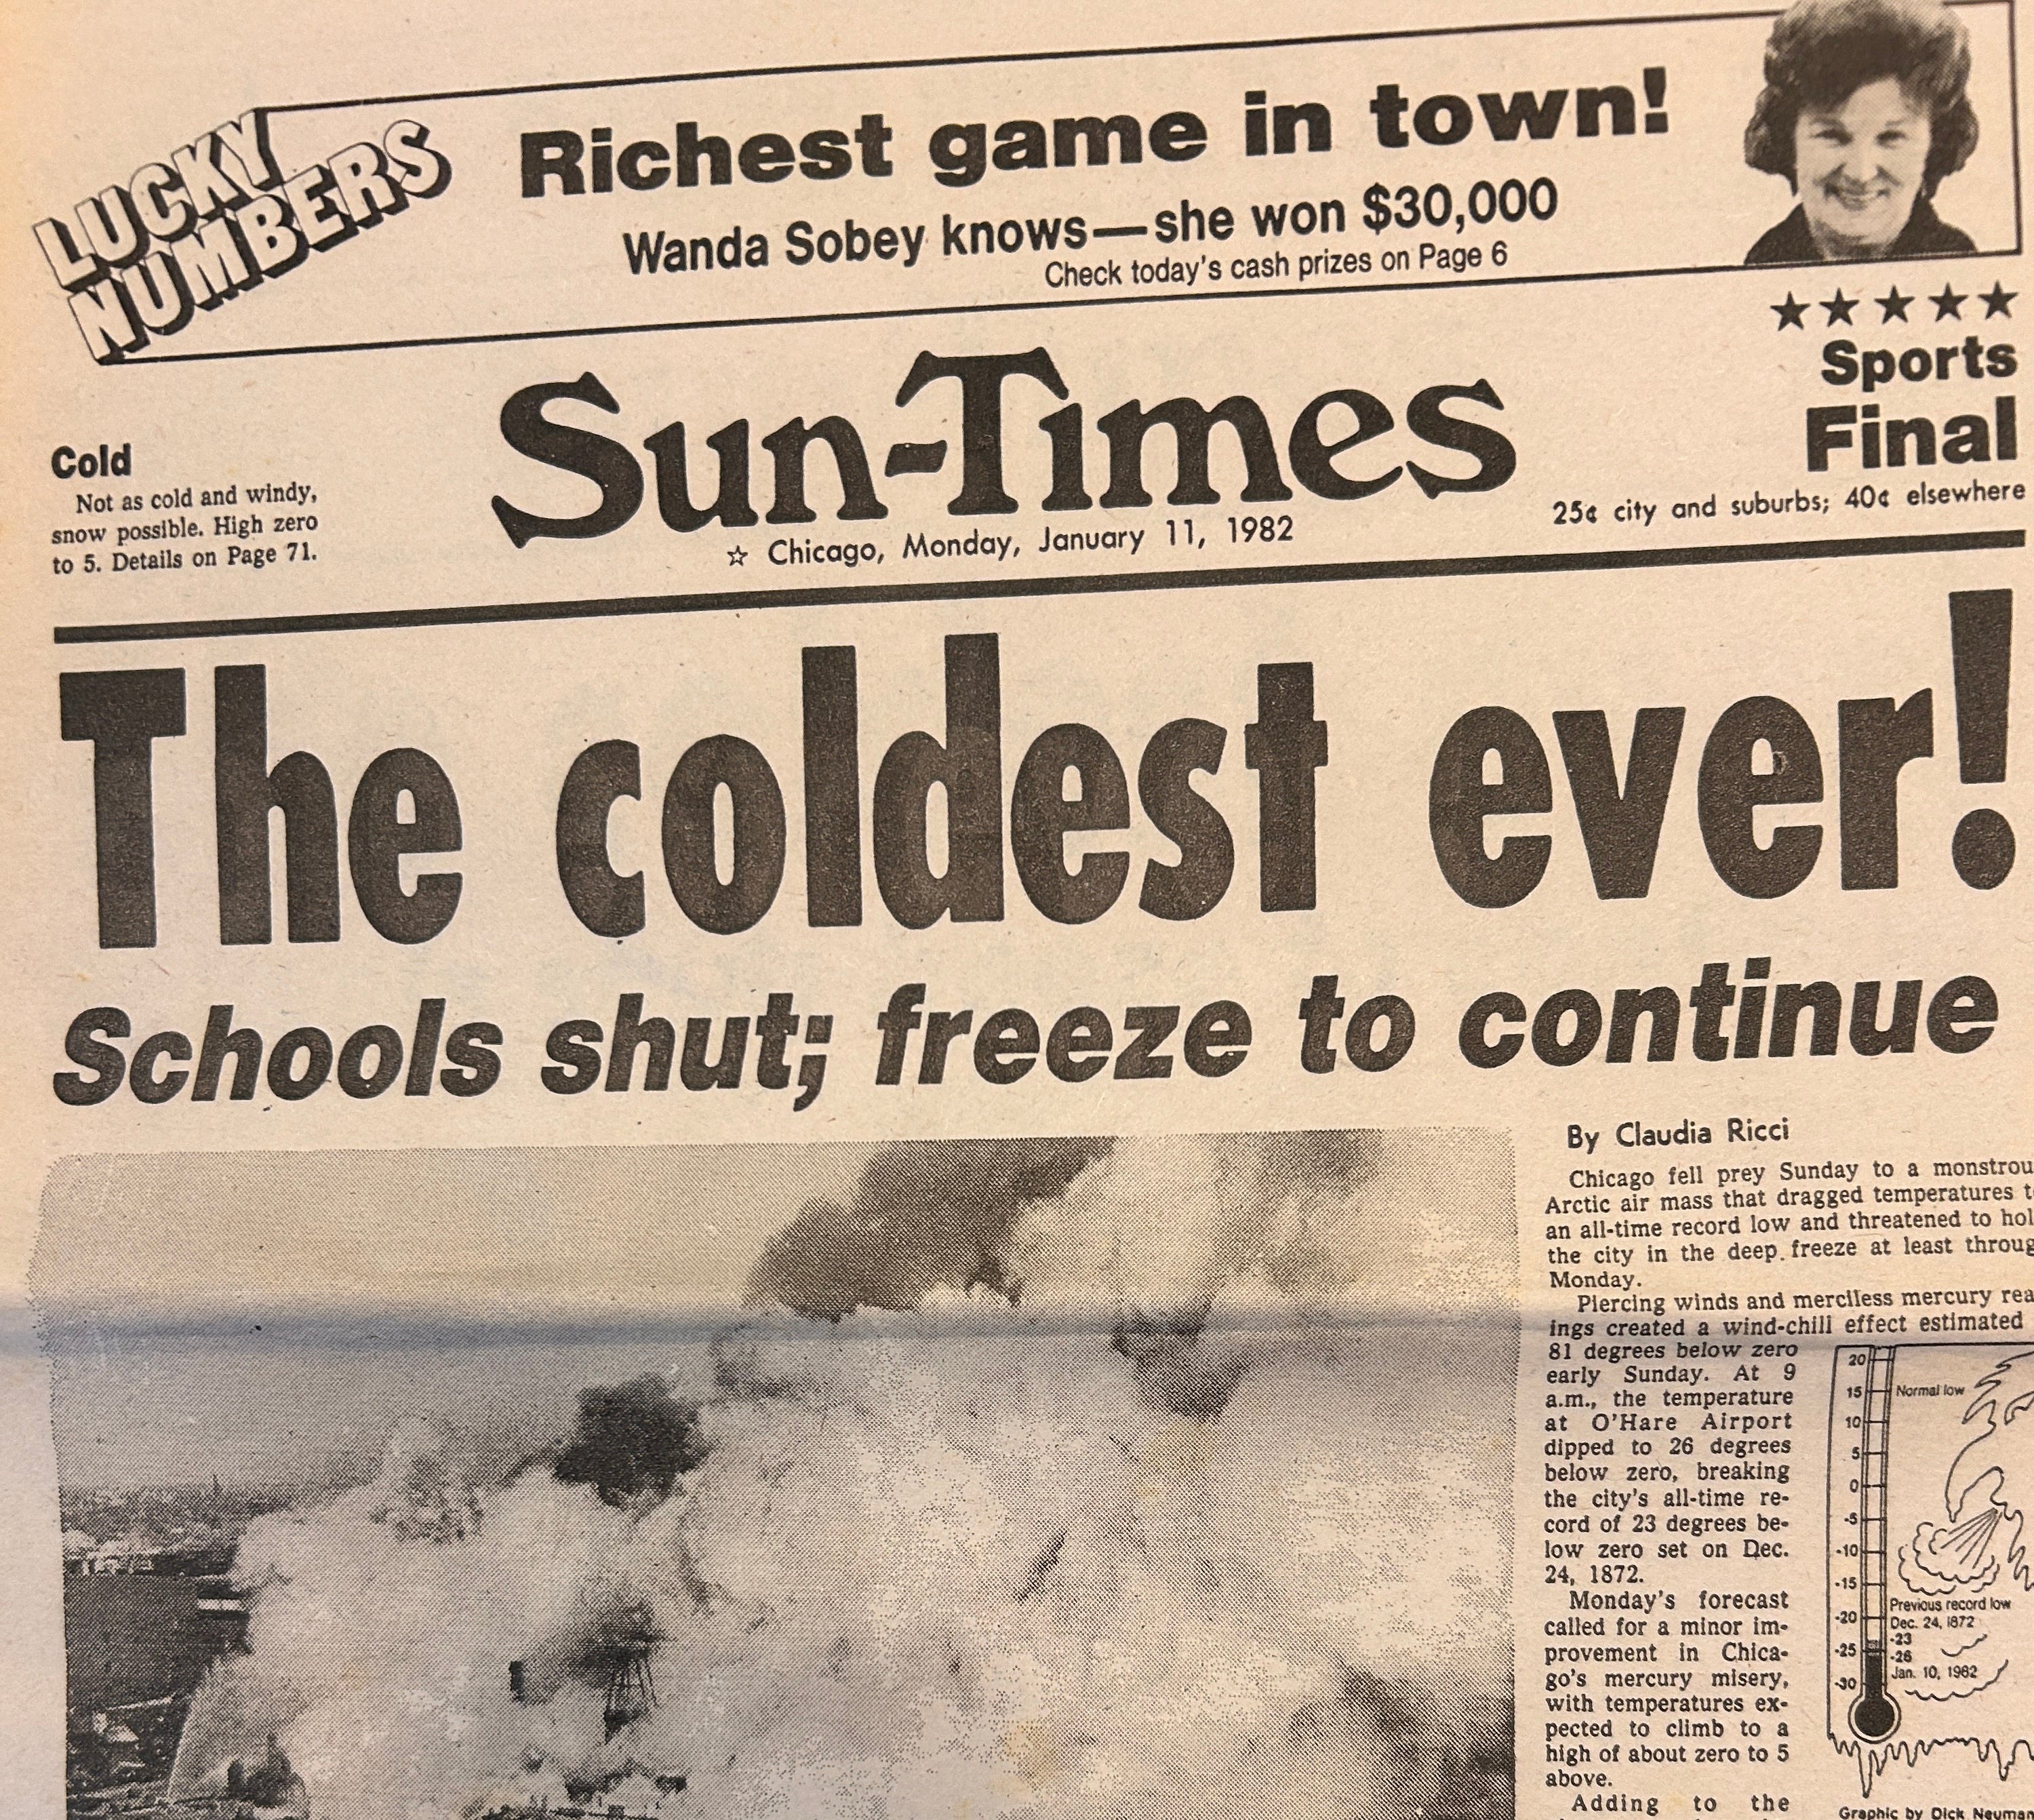 LUCKY
NUMBERS
Richest game in town!
Wanda Sobey knows—she won $30,000
Check today's cash prizes on Page 6
★★★★★
Sports
Final
25¢ city and suburbs; 40¢ elsewhere
Cold
Not as cold and windy,
snow possible. High zero
to 5. Details on Page 71.
Sun-Times
☆ Chicago, Monday, January 11, 1982
The coldest ever!
Schools shut; freeze to continue
By Claudia Ricci
Chicago fell prey Sunday to a monstrou
Arctic air mass that dragged temperatures t
an all-time record low and threatened to hol
the city in the deep freeze at least throug
Monday.
Piercing winds and merciless mercury rea
ings created a wind-chill effect estimated
81 degrees below zero
early Sunday. At 9
a.m., the temperature
at O'Hare Airport
dipped to 26 degrees
below zero, breaking
the city's all-time re-
cord of 23 degrees be-
low zero set on Dec.
24, 1872.
Monday's forecast
called for a minor im-
provement in Chica-
go's mercury misery,
with temperatures ex-
pected to climb to a
high of about zero to 5
above.
Adding to the
20
15 Normal low
10
5
0
-5
-10
-15
Previous record low
-20 Dec. 24, 1872
-23
-25 -26
Jan. 10, 1982
-30
Graphic by Dick Neuman